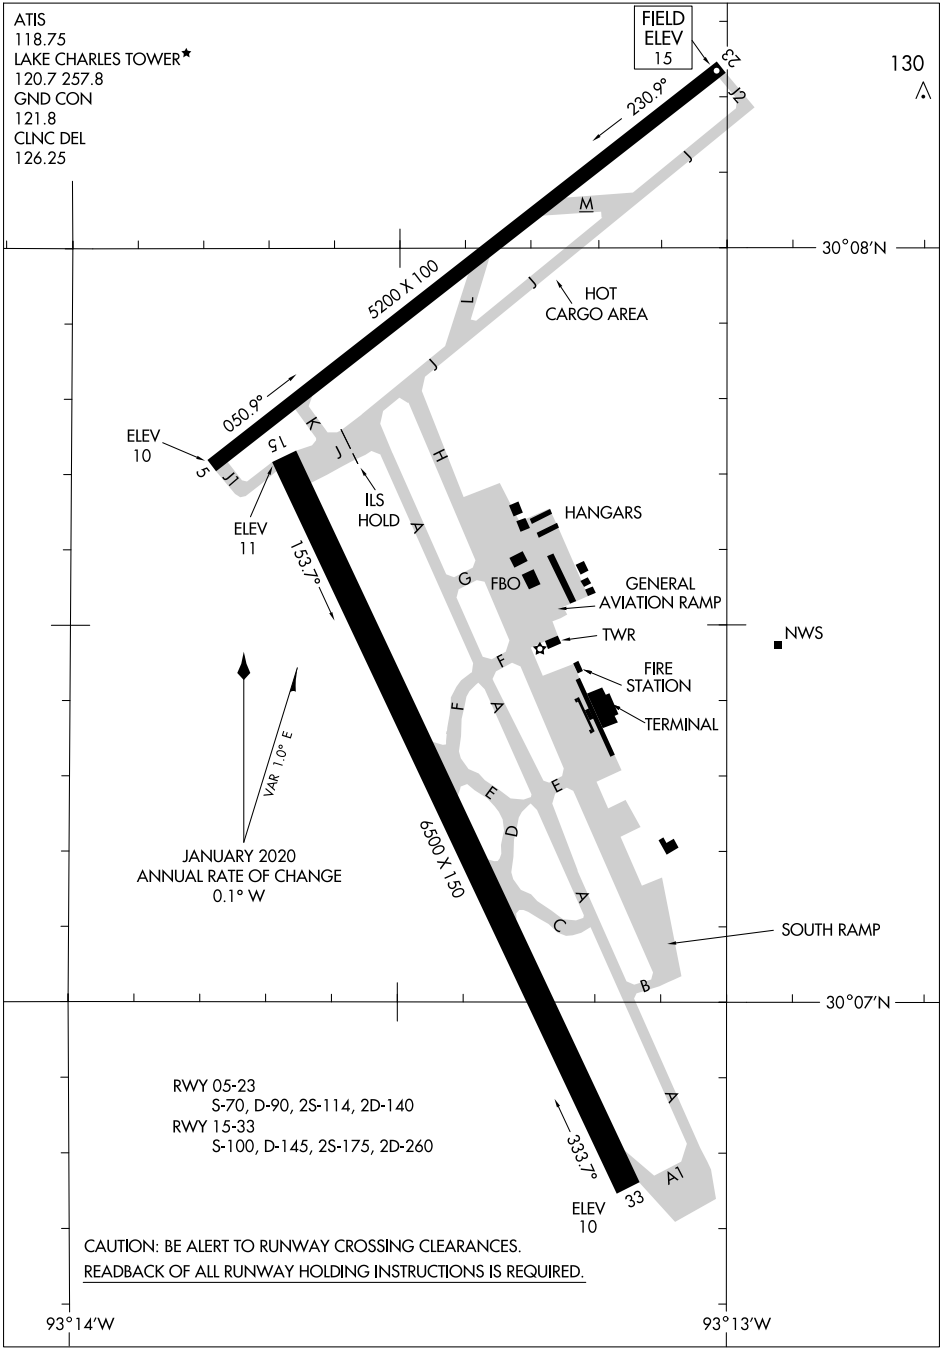 ATIS
118.75
LAKE CHARLES TOWER★
120.7 257.8
GND CON
121.8
CLNC DEL
126.25
FIELD
ELEV
15
23
130
230.9°
J2
J
M
30°08'N
5200 X 100
L
J
HOT
CARGO AREA
J
050.9°
K
15
ELEV
10
5
J1
J
H
ILS
HOLD
ELEV
11
A
HANGARS
153.7°
G
FBO
GENERAL
AVIATION RAMP
TWR
NWS
F
FIRE
STATION
F
A
TERMINAL
VAR 1.0° E
E
E
D
6500 X 150
JANUARY 2020
ANNUAL RATE OF CHANGE
0.1° W
A
C
SOUTH RAMP
B
30°07'N
RWY 05-23
S-70, D-90, 2S-114, 2D-140
RWY 15-33
S-100, D-145, 2S-175, 2D-260
A
333.7°
A1
33
ELEV
10
CAUTION: BE ALERT TO RUNWAY CROSSING CLEARANCES.
READBACK OF ALL RUNWAY HOLDING INSTRUCTIONS IS REQUIRED.
93°14'W
93°13'W